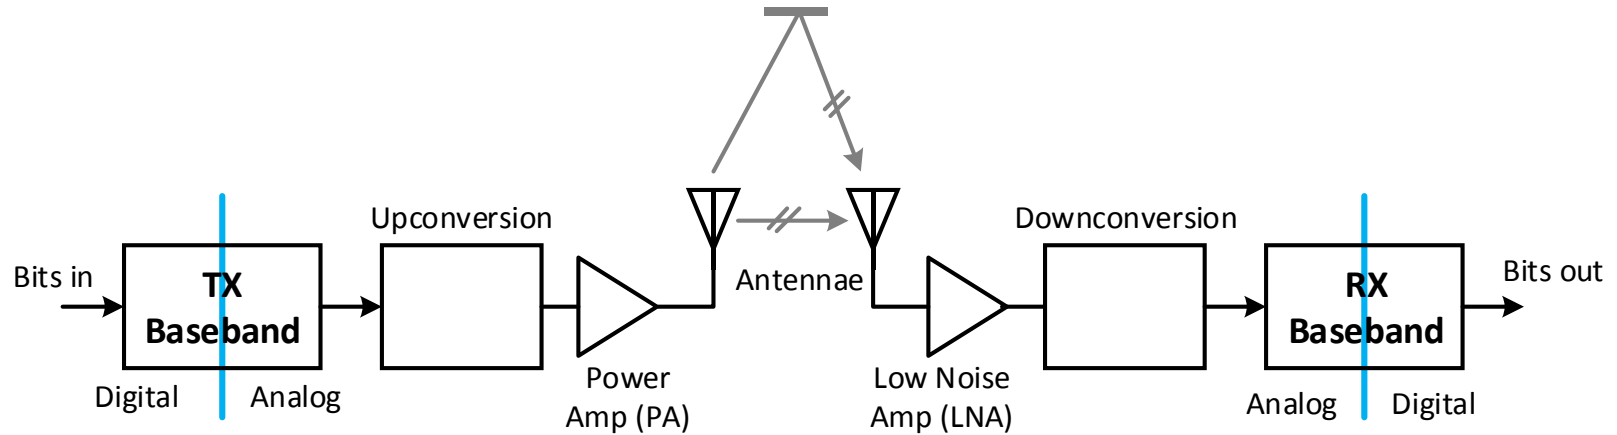 Upconversion
Downconversion
Bits in
TX
Baseband
Antennae
RX
Baseband
Bits out
Digital
Analog
Power
Amp (PA)
Low Noise
Amp (LNA)
Analog
Digital